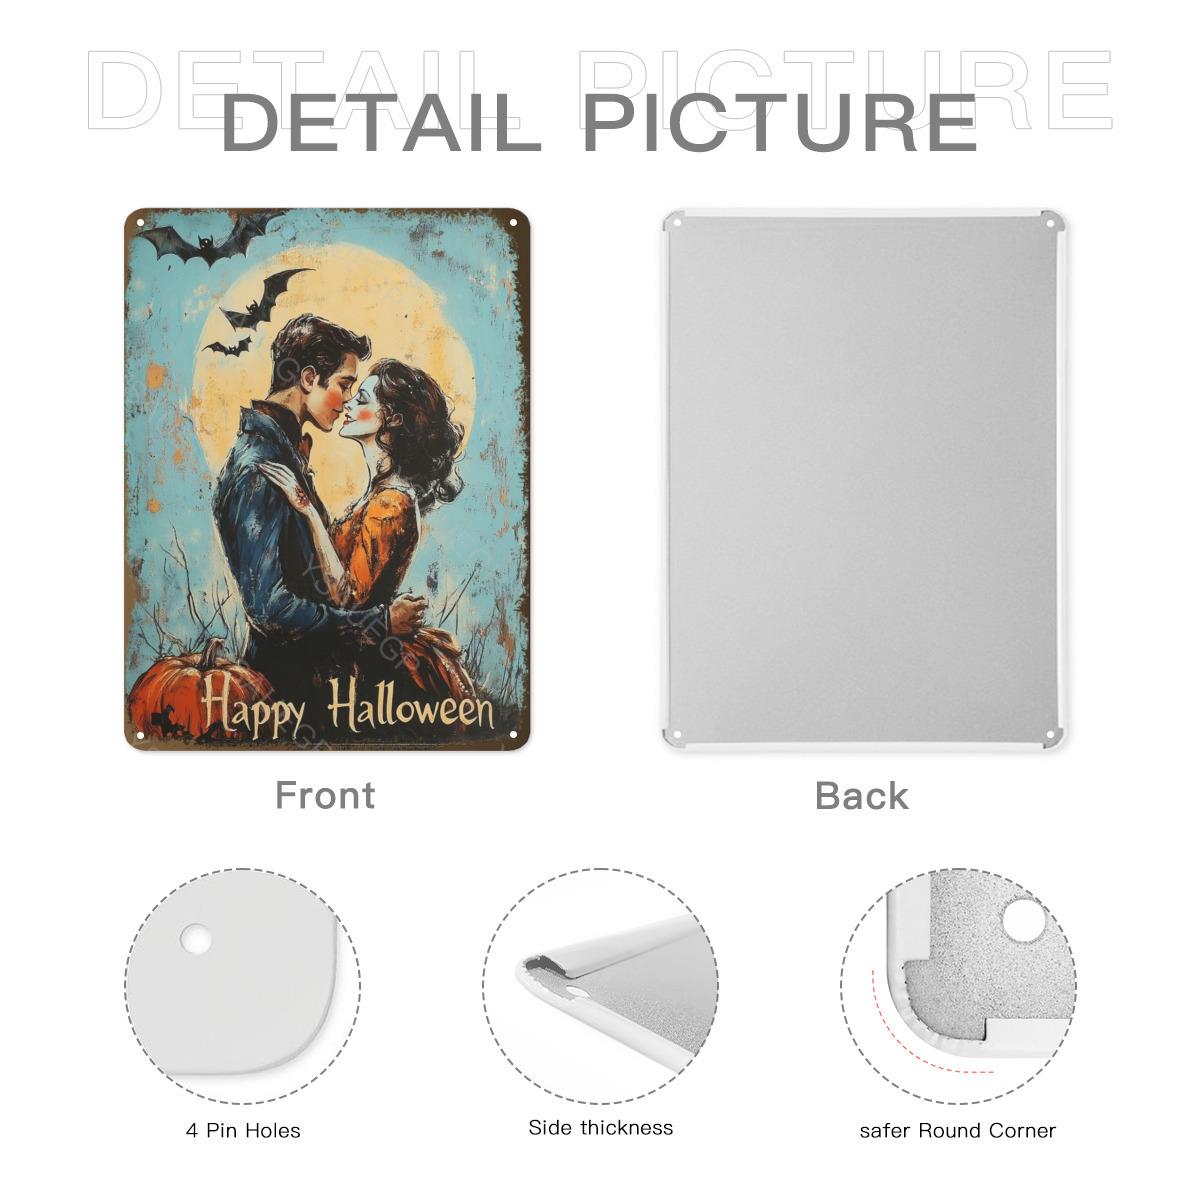 DETAIL PICTURE
DETAIL PICTURE
Happy Halloween
Front
Back
4 Pin Holes
Side thickness
safer Round Corner